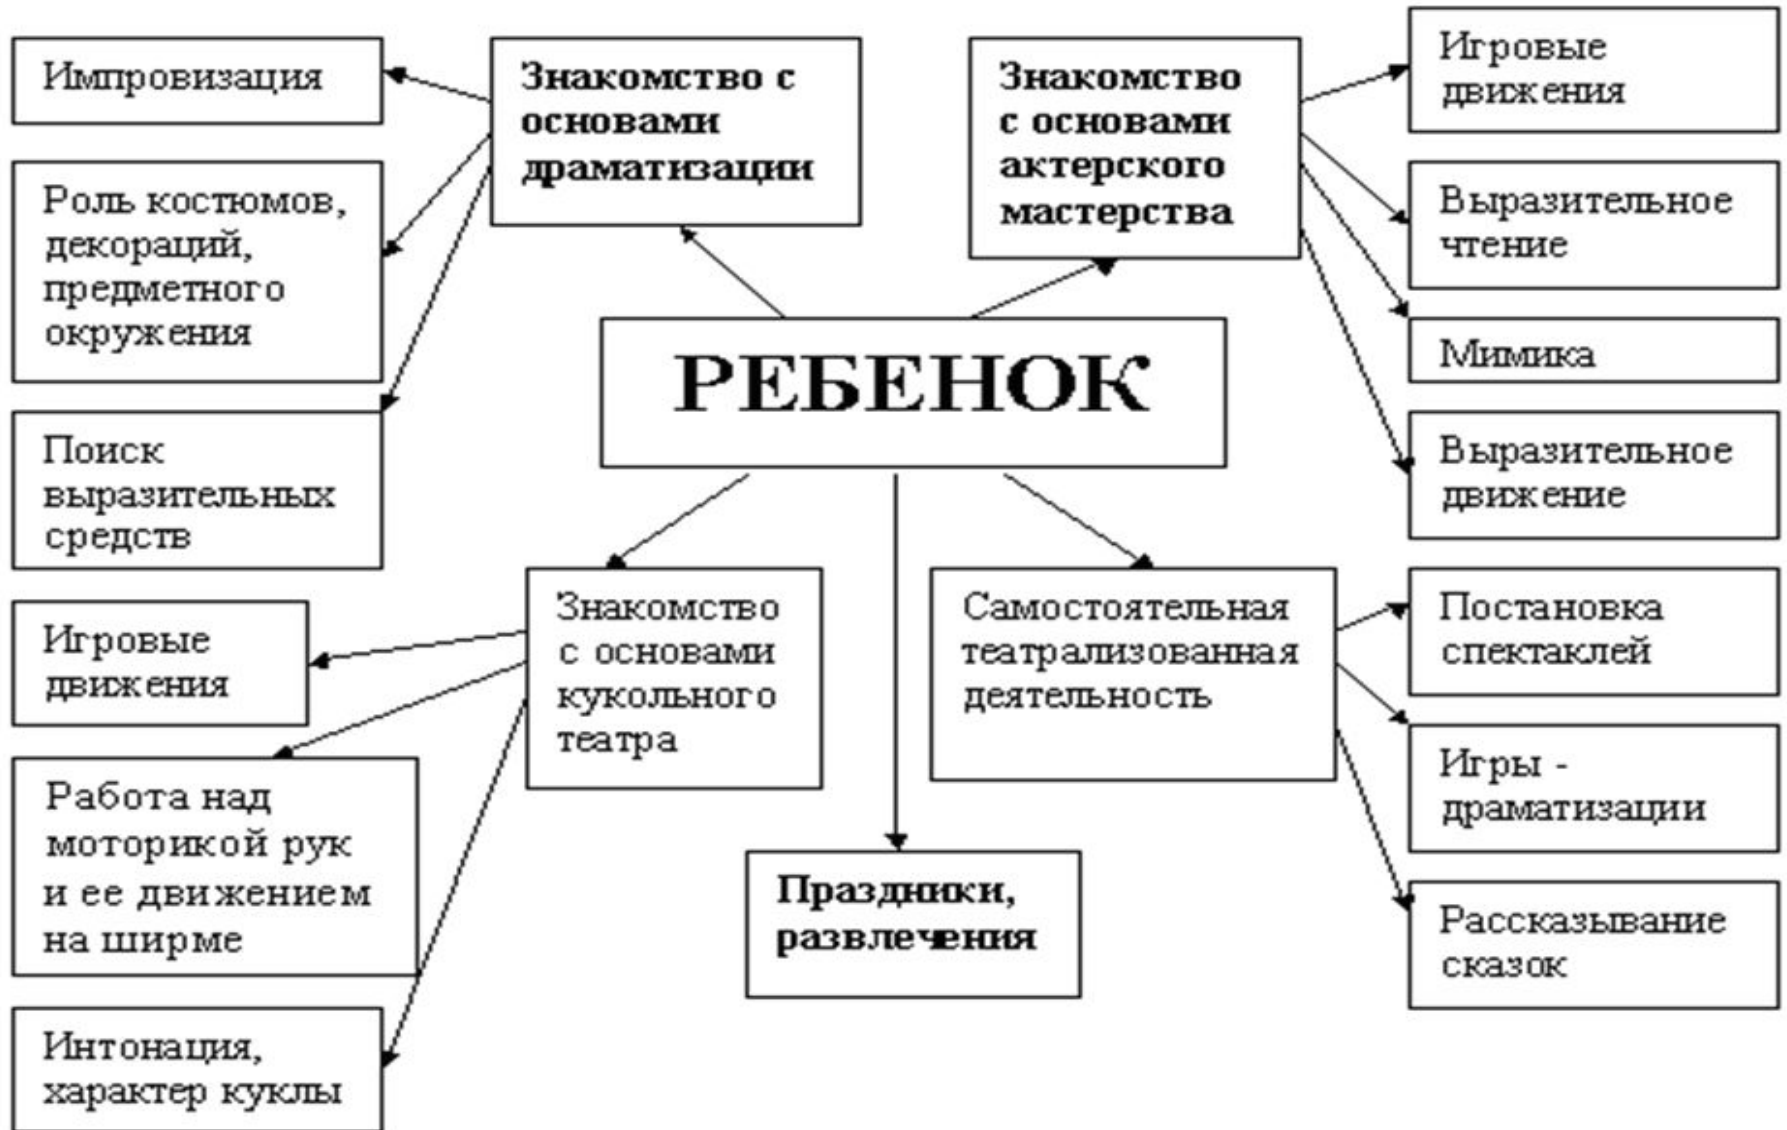 Импровизация
Роль костюмов,
декораций,
предметного
окружения
Поиск
выразительных
средств
Знакомство с
основами
драматизации
Знакомство
с основами
актерского
мастерства
Игровые
движения
Выразительное
чтение
Мимика
Выразительное
движение
РЕБЕНОК
Игровые
движения
Работа над
моторикой рук
и ее движением
на ширме
Интонация,
характер куклы
Знакомство
с основами
кукольного
театра
Праздники,
развлечения
Самостоятельная
театрализованная
деятельность
Постановка
спектаклей
Игры -
драматизации
Рассказывание
сказок